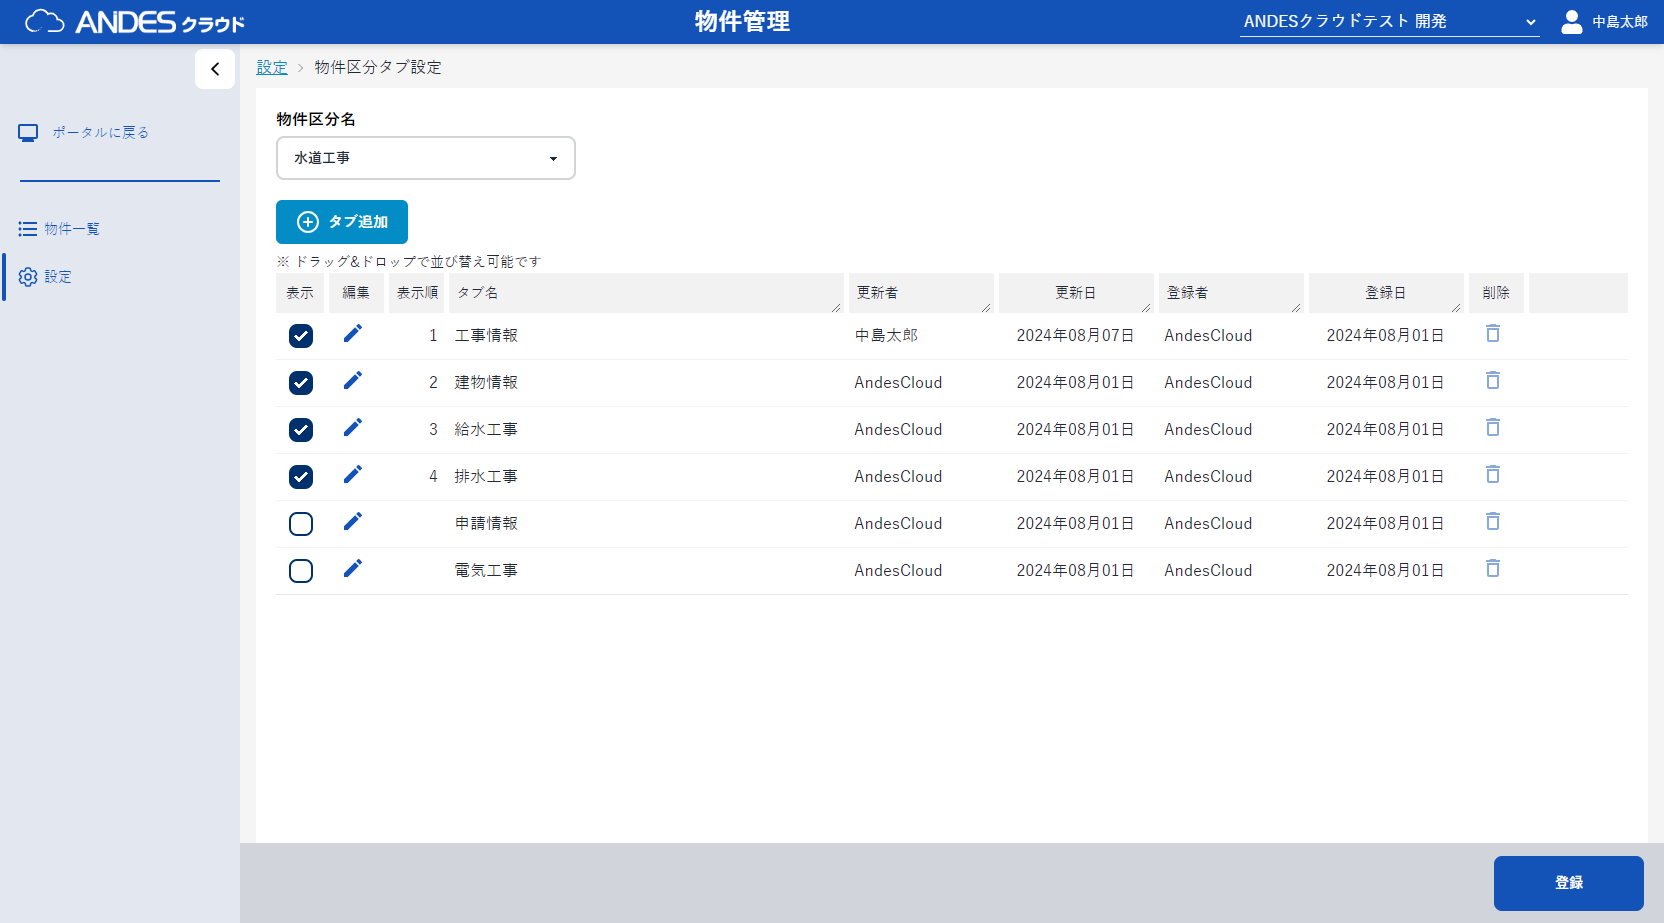 ANDES クラウド
物件管理
ANDESクラウドテスト 開発
中島太郎
ポータルに戻る
物件一覧
設定
設定 > 物件区分タブ設定
物件区分名
水道工事
タブ追加
※ ドラッグ&ドロップで並び替え可能です
表示 編集 表示順 タブ名 更新者 更新日 登録者 登録日 削除
1 工事情報 中島太郎 2024年08月07日 AndesCloud 2024年08月01日
2 建物情報 AndesCloud 2024年08月01日 AndesCloud 2024年08月01日
3 給水工事 AndesCloud 2024年08月01日 AndesCloud 2024年08月01日
4 排水工事 AndesCloud 2024年08月01日 AndesCloud 2024年08月01日
申請情報 AndesCloud 2024年08月01日 AndesCloud 2024年08月01日
電気工事 AndesCloud 2024年08月01日 AndesCloud 2024年08月01日
登録